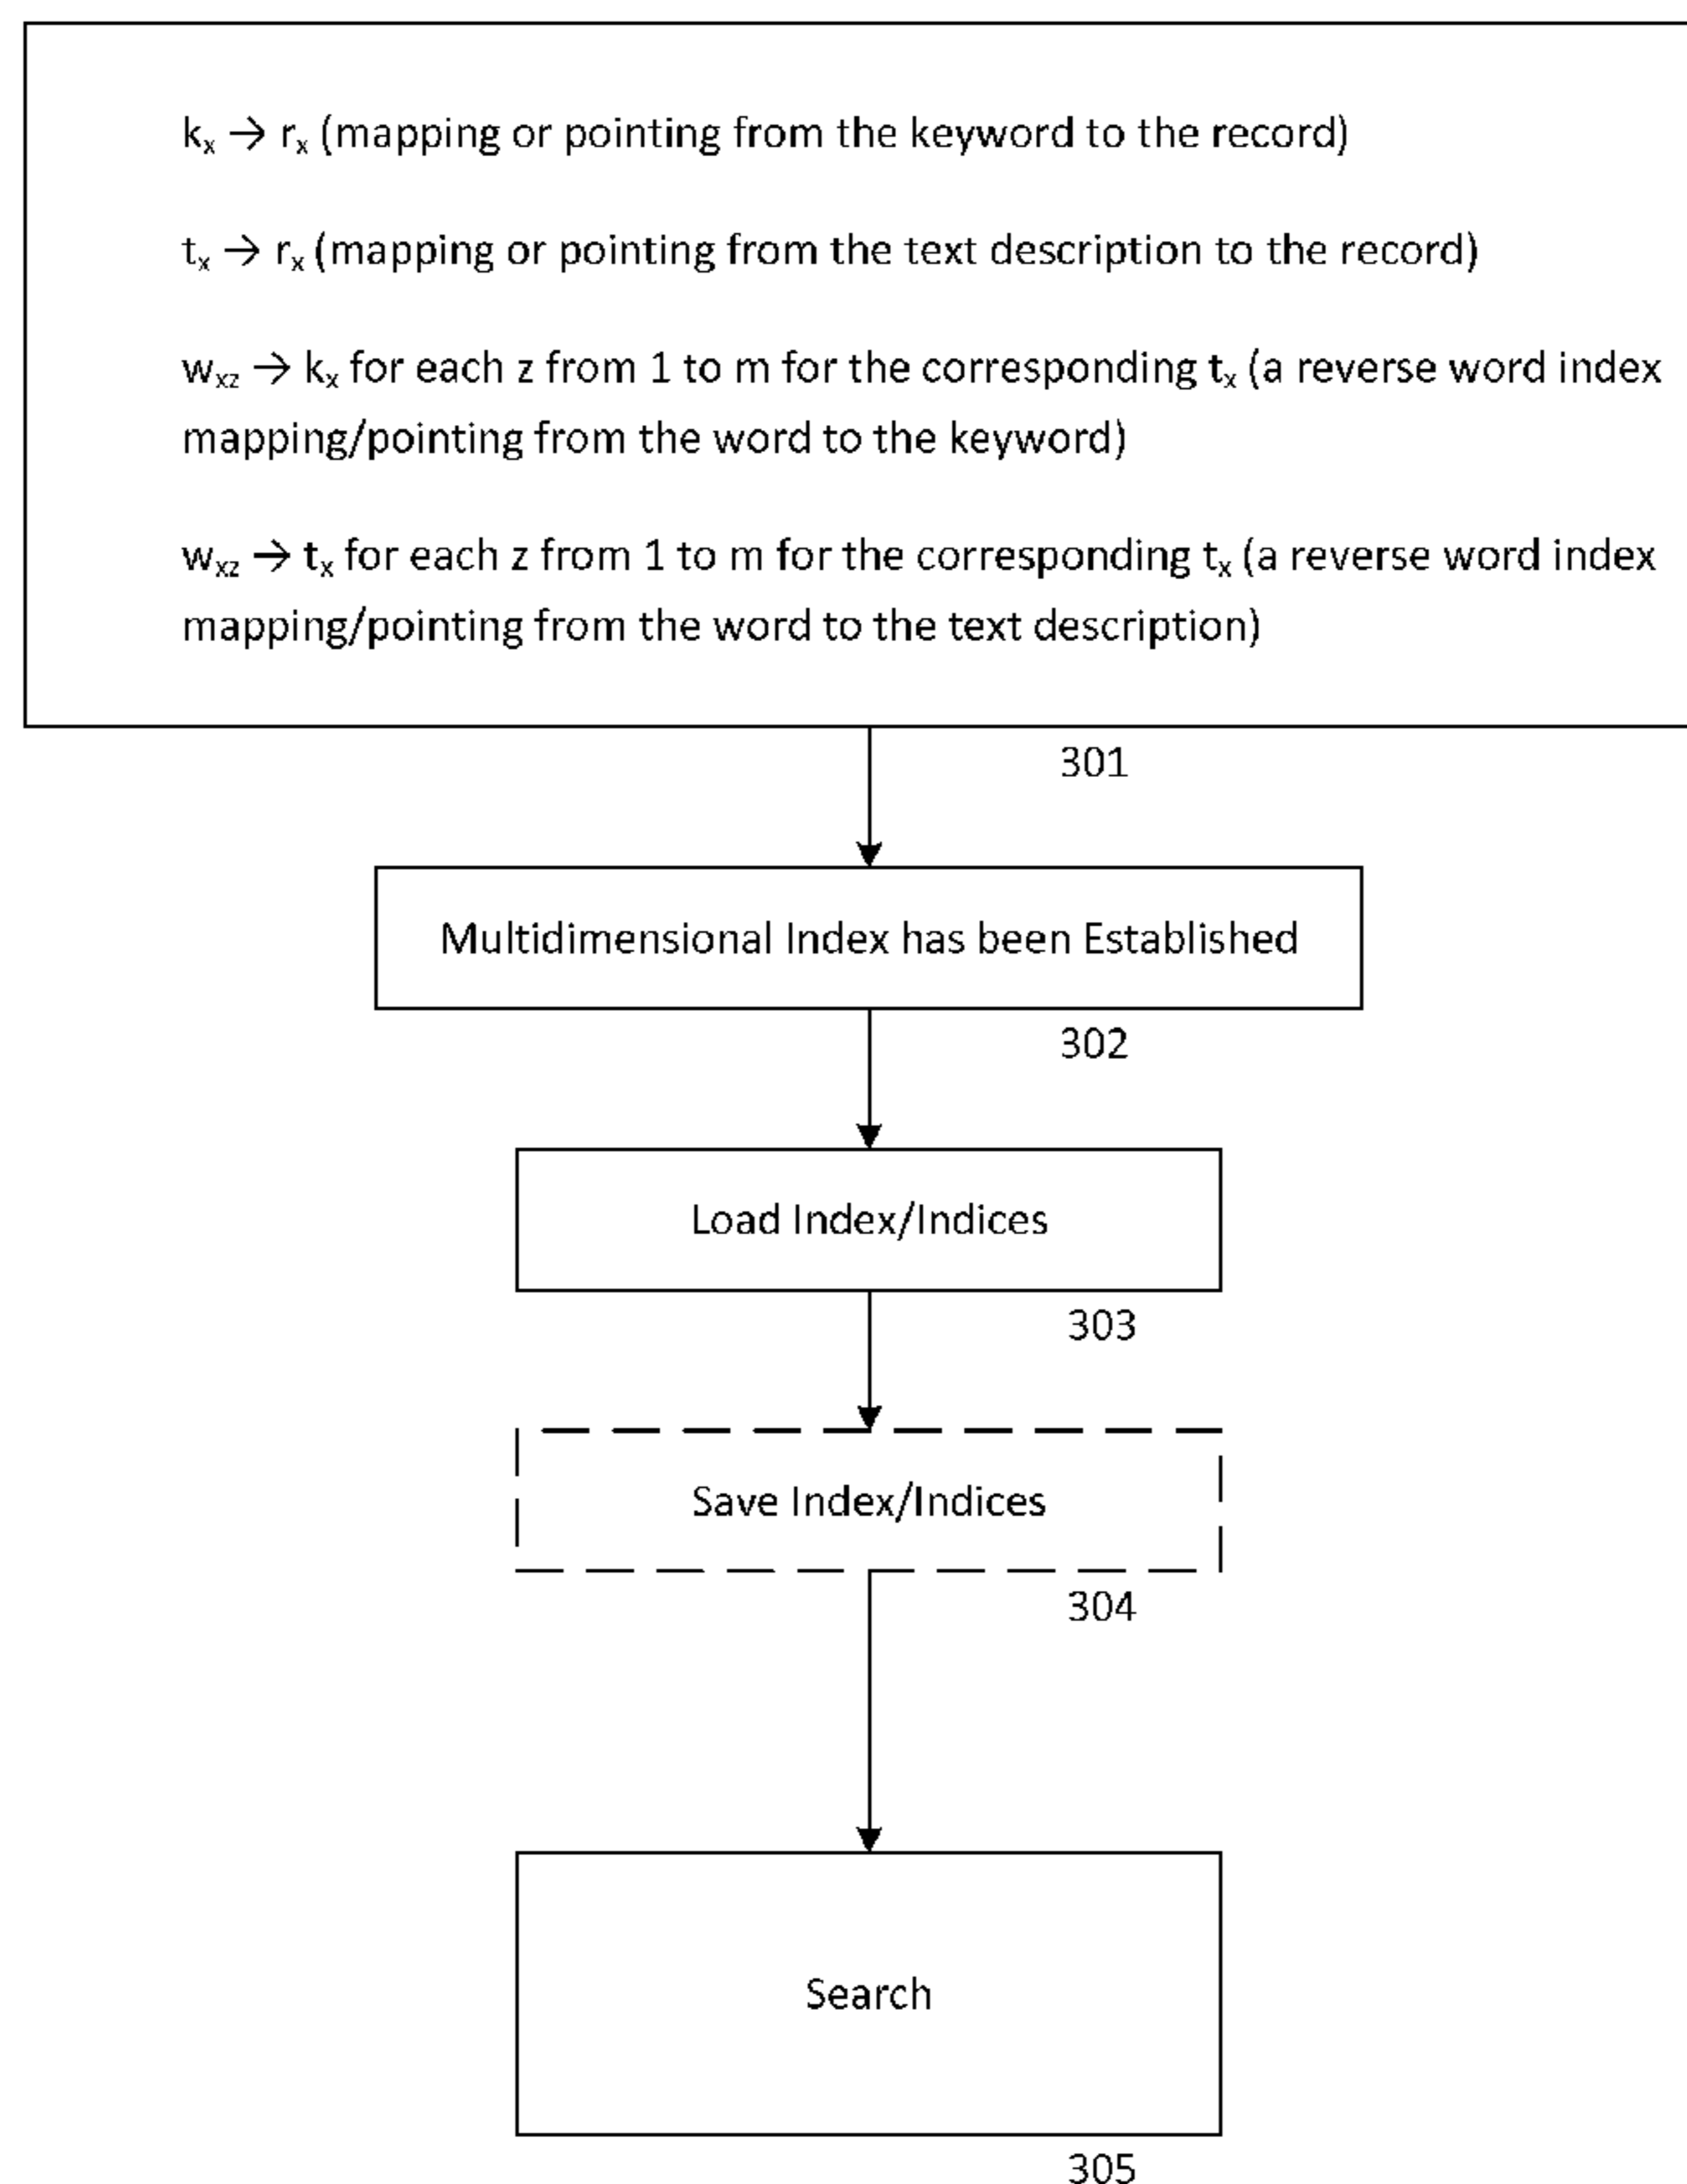 kₓ → rₓ (mapping or pointing from the keyword to the record)
tₓ → rₓ (mapping or pointing from the text description to the record)
w_xz → kₓ for each z from 1 to m for the corresponding tₓ (a reverse word index
mapping/pointing from the word to the keyword)
w_xz → tₓ for each z from 1 to m for the corresponding tₓ (a reverse word index
mapping/pointing from the word to the text description)
301
Multidimensional Index has been Established
302
Load Index/Indices
303
Save Index/Indices
304
Search
305